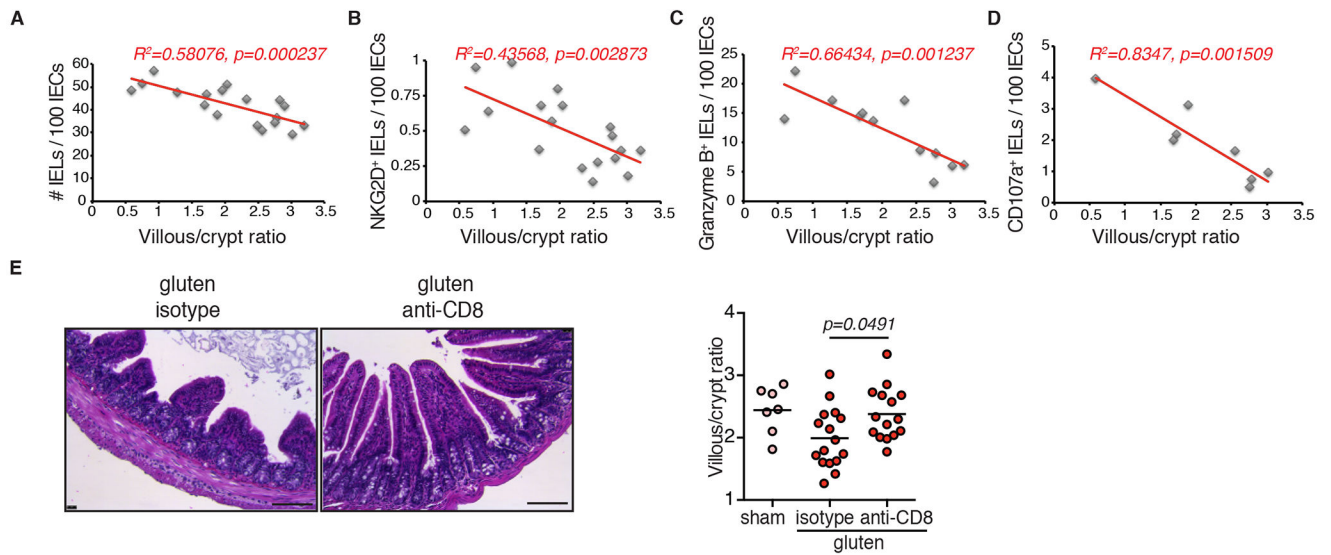 A
R²=0.58076, p=0.000237
# IELs / 100 IECs
60
50
40
30
20
10
0
0 0.5 1 1.5 2 2.5 3 3.5
Villous/crypt ratio
B
R²=0.43568, p=0.002873
NKG2D⁺ IELs / 100 IECs
1
0.75
0.5
0.25
0
0 0.5 1 1.5 2 2.5 3 3.5
Villous/crypt ratio
C
R²=0.66434, p=0.001237
Granzyme B⁺ IELs / 100 IECs
25
20
15
10
5
0
0 0.5 1 1.5 2 2.5 3 3.5
Villous/crypt ratio
D
R²=0.8347, p=0.001509
CD107a⁺ IELs / 100 IECs
5
4
3
2
1
0
0 0.5 1 1.5 2 2.5 3 3.5
Villous/crypt ratio
E
gluten
isotype
gluten
anti-CD8
Villous/crypt ratio
4
3
2
1
p=0.0491
sham isotype anti-CD8
gluten